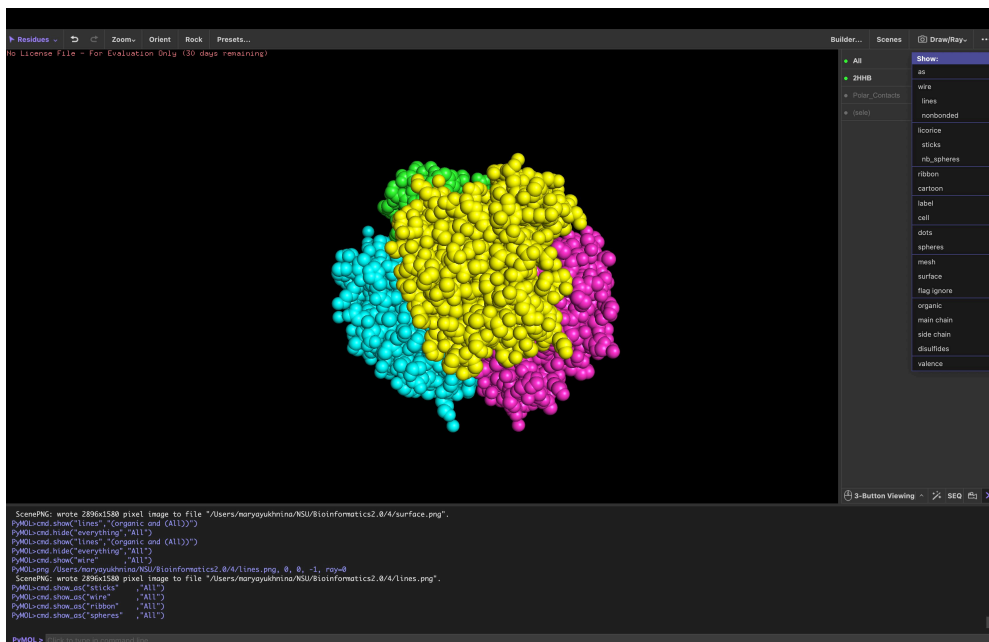 Residues Zoom Orient Rock Presets... Builder... Scenes Draw/Ray
No License File - For Evaluation Only (30 days remaining)
All
2HHB
Polar_Contacts
(sele)
Show:
as
wire
lines
nonbonded
licorice
sticks
nb_spheres
ribbon
cartoon
label
cell
dots
spheres
mesh
surface
flag ignore
organic
main chain
side chain
disulfides
valence
3-Button Viewing SEQ
ScenePNG: wrote 2896x1580 pixel image to file "/Users/maryayukhnina/NSU/Bioinformatics2.0/4/surface.png".
PyMOL>cmd.show("lines","(organic and (All))")
PyMOL>cmd.hide("everything","All")
PyMOL>cmd.show("lines","(organic and (All))")
PyMOL>cmd.hide("everything","All")
PyMOL>cmd.show("wire" ,"All")
PyMOL>png /Users/maryayukhnina/NSU/Bioinformatics2.0/4/lines.png, 0, 0, -1, ray=0
ScenePNG: wrote 2896x1580 pixel image to file "/Users/maryayukhnina/NSU/Bioinformatics2.0/4/lines.png".
PyMOL>cmd.show_as("sticks" ,"All")
PyMOL>cmd.show_as("wire" ,"All")
PyMOL>cmd.show_as("ribbon" ,"All")
PyMOL>cmd.show_as("spheres" ,"All")
PyMOL > Click to type in command line